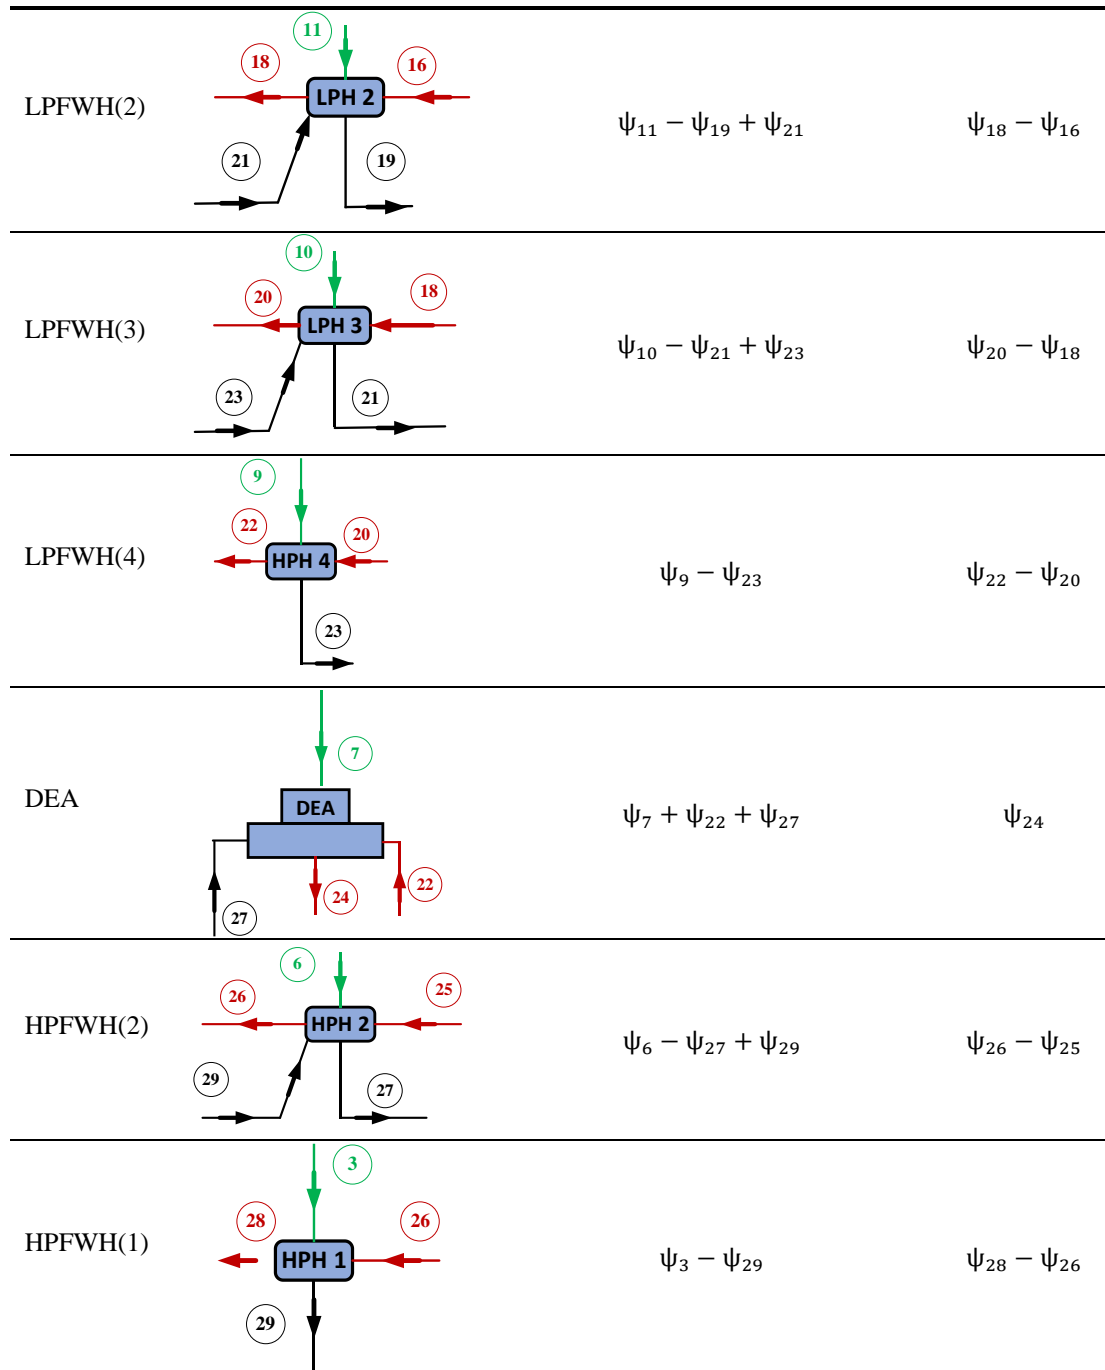 11
18
16
LPH 2
LPFWH(2)
ψ₁₁ − ψ₁₉ + ψ₂₁
ψ₁₈ − ψ₁₆
21
19
10
20
18
LPH 3
LPFWH(3)
ψ₁₀ − ψ₂₁ + ψ₂₃
ψ₂₀ − ψ₁₈
23
21
9
22
20
HPH 4
LPFWH(4)
ψ₉ − ψ₂₃
ψ₂₂ − ψ₂₀
23
7
DEA
DEA
ψ₇ + ψ₂₂ + ψ₂₇
ψ₂₄
24
22
27
6
26
25
HPH 2
HPFWH(2)
ψ₆ − ψ₂₇ + ψ₂₉
ψ₂₆ − ψ₂₅
29
27
3
28
26
HPFWH(1)
HPH 1
ψ₃ − ψ₂₉
ψ₂₈ − ψ₂₆
29